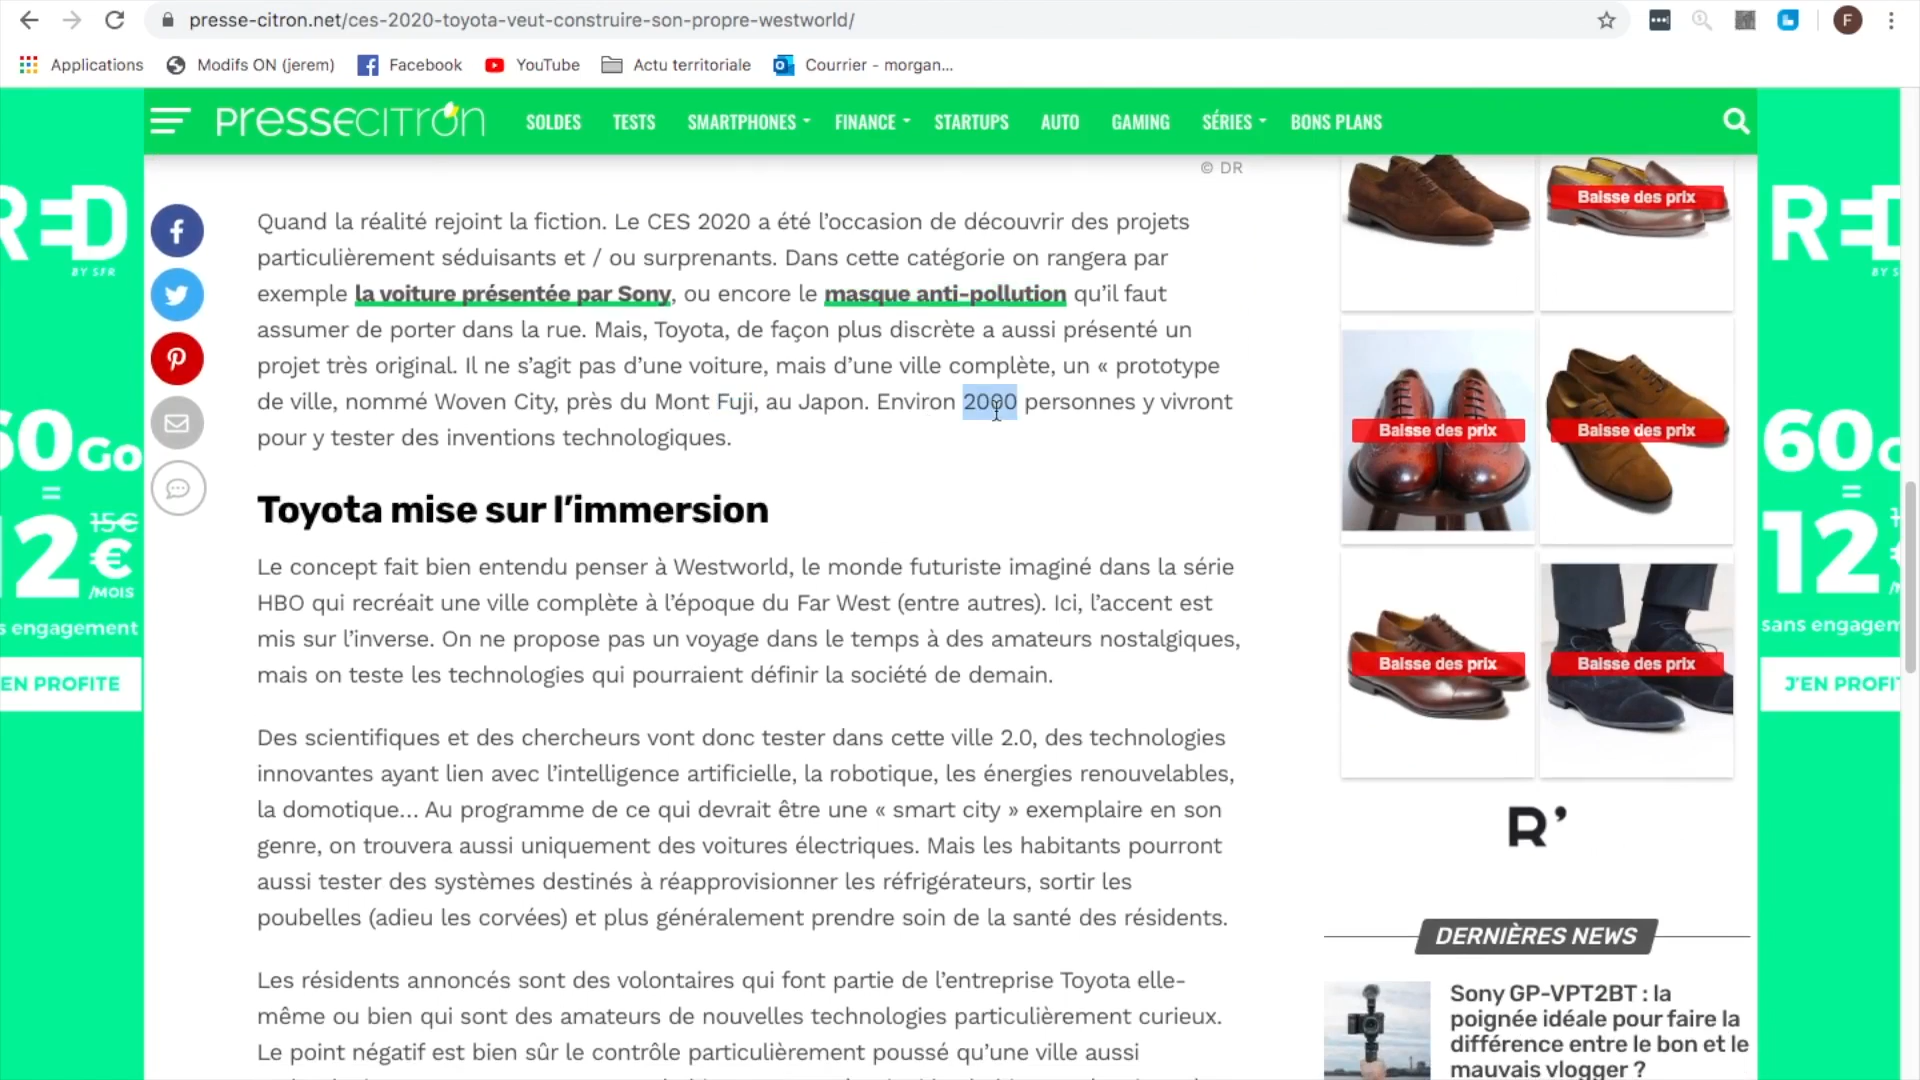 presse-citron.net/ces-2020-toyota-veut-construire-son-propre-westworld/
F
Applications
Modifs ON (jerem)
Facebook
YouTube
Actu territoriale
Courrier - morgan...
PRESSECITRON
SOLDES
TESTS
SMARTPHONES
FINANCE
STARTUPS
AUTO
GAMING
SÉRIES
BONS PLANS
© DR
Quand la réalité rejoint la fiction. Le CES 2020 a été l’occasion de découvrir des projets
particulièrement séduisants et / ou surprenants. Dans cette catégorie on rangera par
exemple la voiture présentée par Sony, ou encore le masque anti-pollution qu’il faut
assumer de porter dans la rue. Mais, Toyota, de façon plus discrète a aussi présenté un
projet très original. Il ne s’agit pas d’une voiture, mais d’une ville complète, un « prototype
de ville, nommé Woven City, près du Mont Fuji, au Japon. Environ 2000 personnes y vivront
pour y tester des inventions technologiques.
Toyota mise sur l’immersion
Le concept fait bien entendu penser à Westworld, le monde futuriste imaginé dans la série
HBO qui recréait une ville complète à l’époque du Far West (entre autres). Ici, l’accent est
mis sur l’inverse. On ne propose pas un voyage dans le temps à des amateurs nostalgiques,
mais on teste les technologies qui pourraient définir la société de demain.
Des scientifiques et des chercheurs vont donc tester dans cette ville 2.0, des technologies
innovantes ayant lien avec l’intelligence artificielle, la robotique, les énergies renouvelables,
la domotique… Au programme de ce qui devrait être une « smart city » exemplaire en son
genre, on trouvera aussi uniquement des voitures électriques. Mais les habitants pourront
aussi tester des systèmes destinés à réapprovisionner les réfrigérateurs, sortir les
poubelles (adieu les corvées) et plus généralement prendre soin de la santé des résidents.
Les résidents annoncés sont des volontaires qui font partie de l’entreprise Toyota elle-
même ou bien qui sont des amateurs de nouvelles technologies particulièrement curieux.
Le point négatif est bien sûr le contrôle particulièrement poussé qu’une ville aussi
RED
BY SFR
60Go
=
12€
15€
/MOIS
s engagement
EN PROFITE
Baisse des prix
Baisse des prix
Baisse des prix
Baisse des prix
Baisse des prix
R’
DERNIÈRES NEWS
Sony GP-VPT2BT : la
poignée idéale pour faire la
différence entre le bon et le
mauvais vlogger ?
RED
BY S
60G
=
12
sans engagem
J'EN PROFI